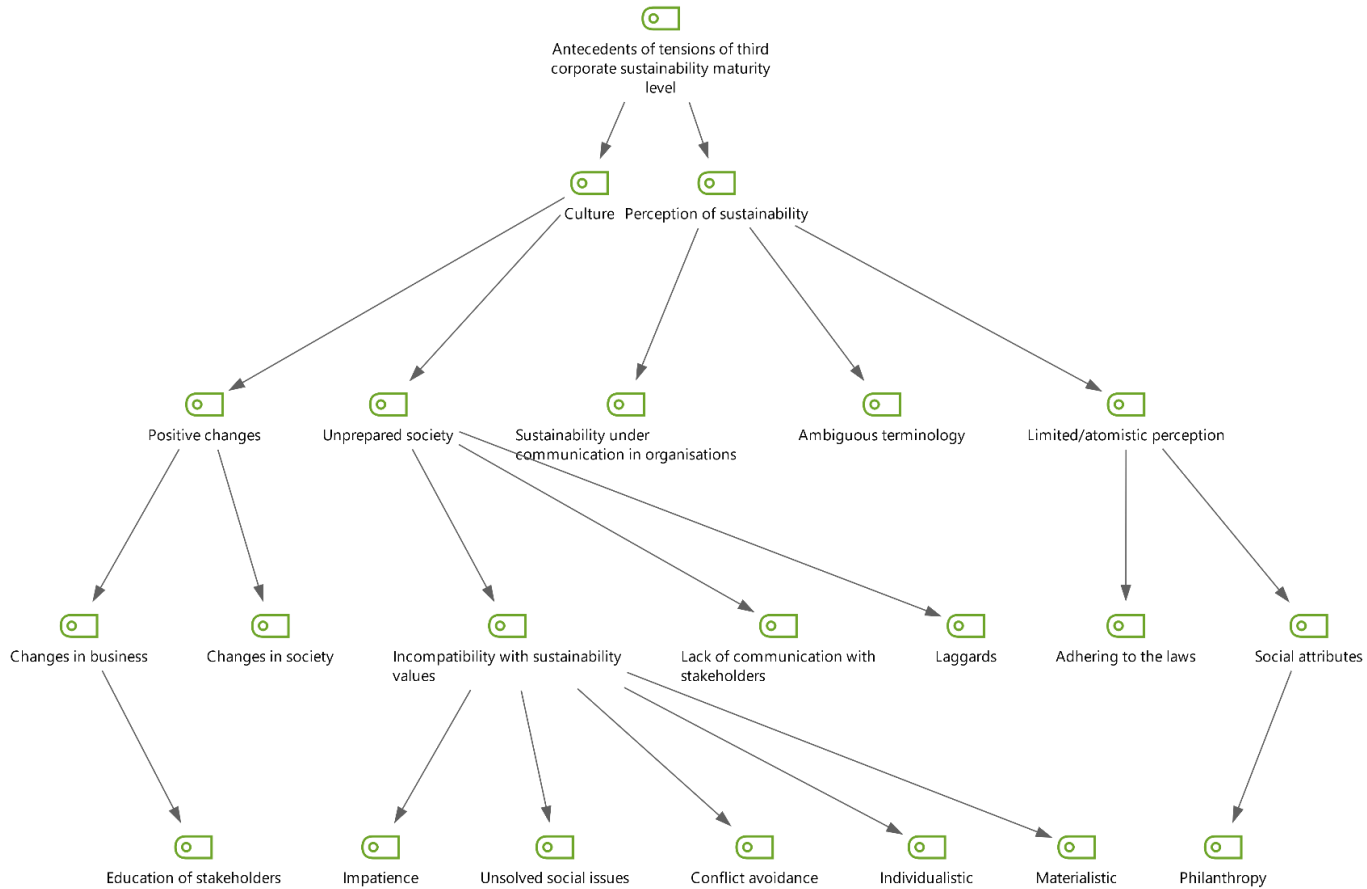 Antecedents of tensions of third
corporate sustainability maturity
level
Culture
Perception of sustainability
Positive changes
Unprepared society
Sustainability under
communication in organisations
Ambiguous terminology
Limited/atomistic perception
Changes in business
Changes in society
Incompatibility with sustainability
values
Lack of communication with
stakeholders
Laggards
Adhering to the laws
Social attributes
Education of stakeholders
Impatience
Unsolved social issues
Conflict avoidance
Individualistic
Materialistic
Philanthropy